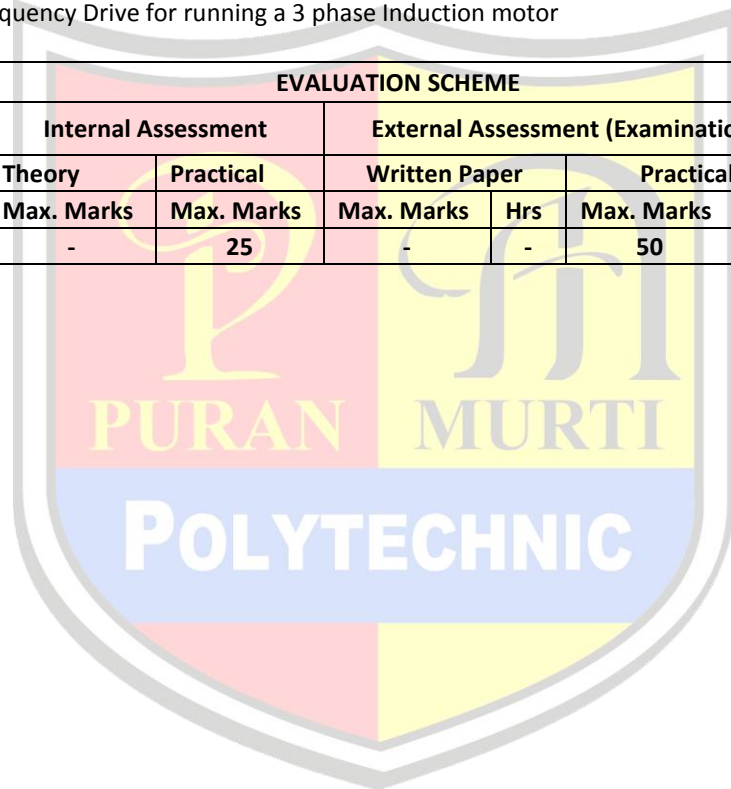 quency Drive for running a 3 phase Induction motor
EVALUATION SCHEME
Internal Assessment External Assessment (Examinatio
Theory Practical Written Paper Practical
Max. Marks Max. Marks Max. Marks Hrs Max. Marks
- 25 - - 50
PURAN MURTI
POLYTECHNIC